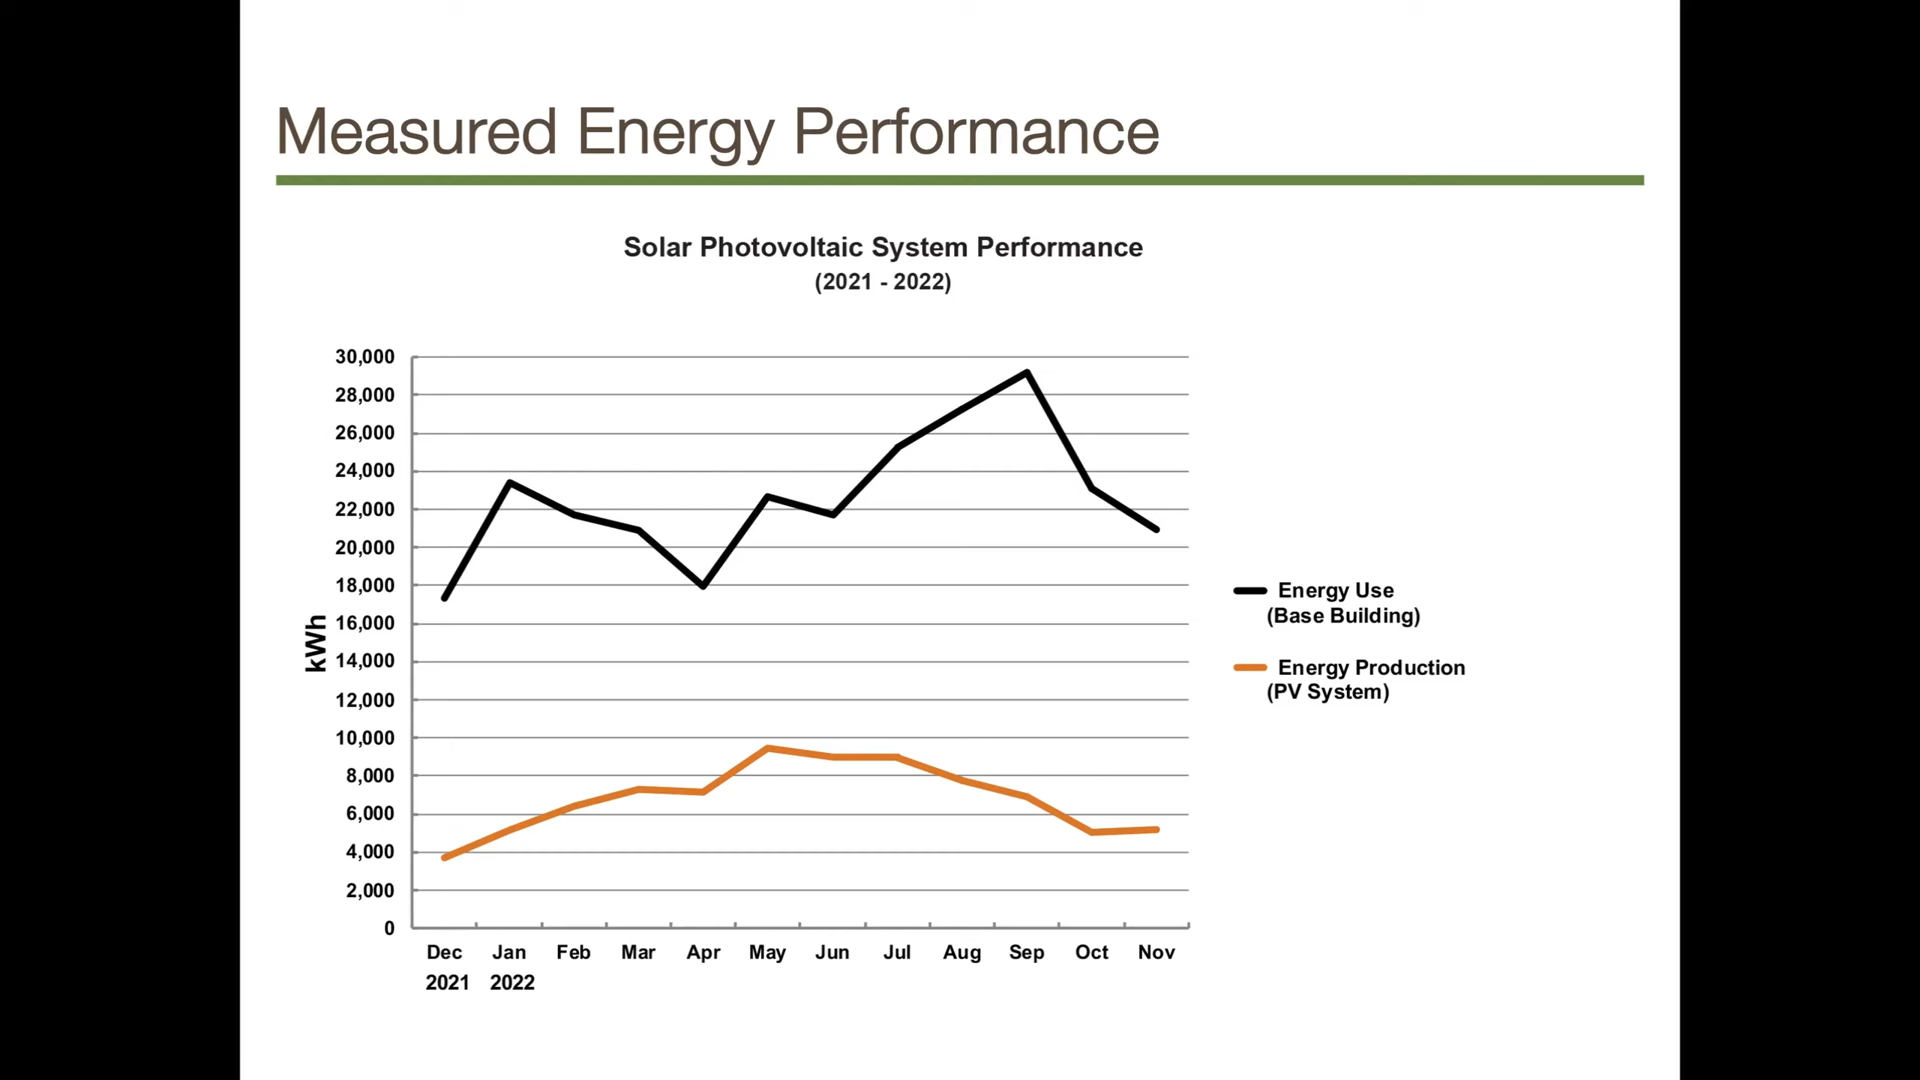 Measured Energy Performance
Solar Photovoltaic System Performance
(2021 - 2022)
30,000
28,000
26,000
24,000
22,000
20,000
18,000
16,000
14,000
12,000
10,000
8,000
6,000
4,000
2,000
0
kWh
Dec Jan Feb Mar Apr May Jun Jul Aug Sep Oct Nov
2021 2022
Energy Use
(Base Building)
Energy Production
(PV System)